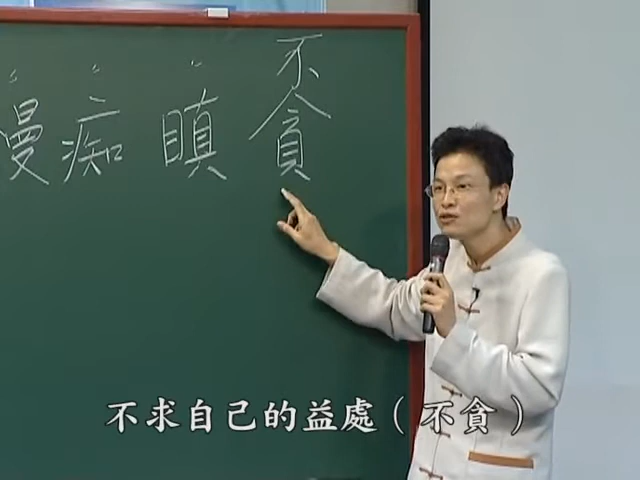 不貪
〃瞋
〃痴
〃慢
不求自己的益處（不貪）